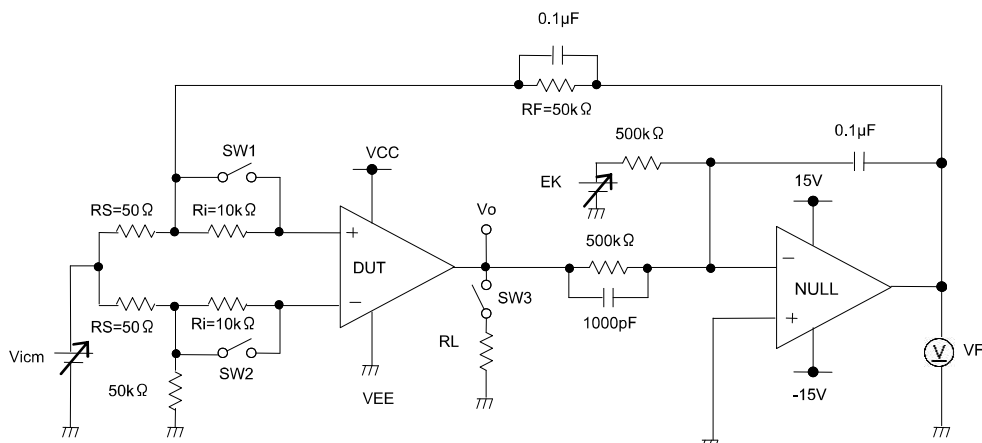 0.1μF
RF=50kΩ
500kΩ
0.1μF
SW1
VCC
EK
15V
RS=50Ω
Ri=10kΩ
Vo
+
DUT
500kΩ
−
NULL
−
+
SW3
RS=50Ω
Ri=10kΩ
1000pF
Vicm
SW2
RL
V
VF
50kΩ
VEE
-15V